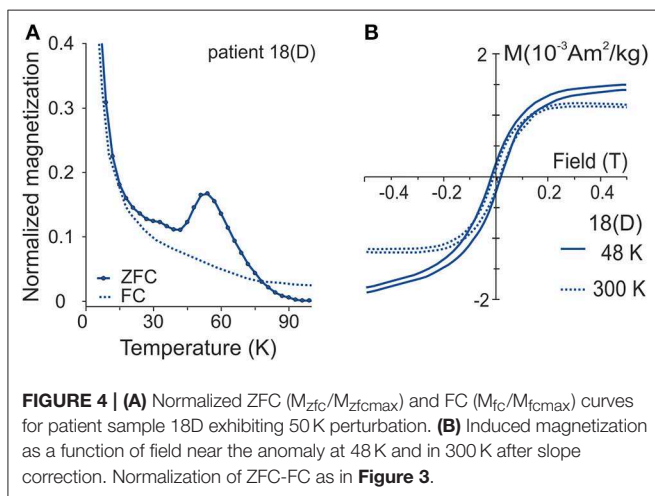 A
patient 18(D)
Normalized magnetization
0.4
0.3
0.2
0.1
0
ZFC
FC
0 30 60 90
Temperature (K)
B
2
M(10-3Am2/kg)
Field (T)
-0.4 -0.2 0.2 0.4
-2
18(D)
48 K
300 K
FIGURE 4 | (A) Normalized ZFC (Mzfc/Mzfcmax) and FC (Mfc/Mfcmax) curves
for patient sample 18D exhibiting 50 K perturbation. (B) Induced magnetization
as a function of field near the anomaly at 48 K and in 300 K after slope
correction. Normalization of ZFC-FC as in Figure 3.